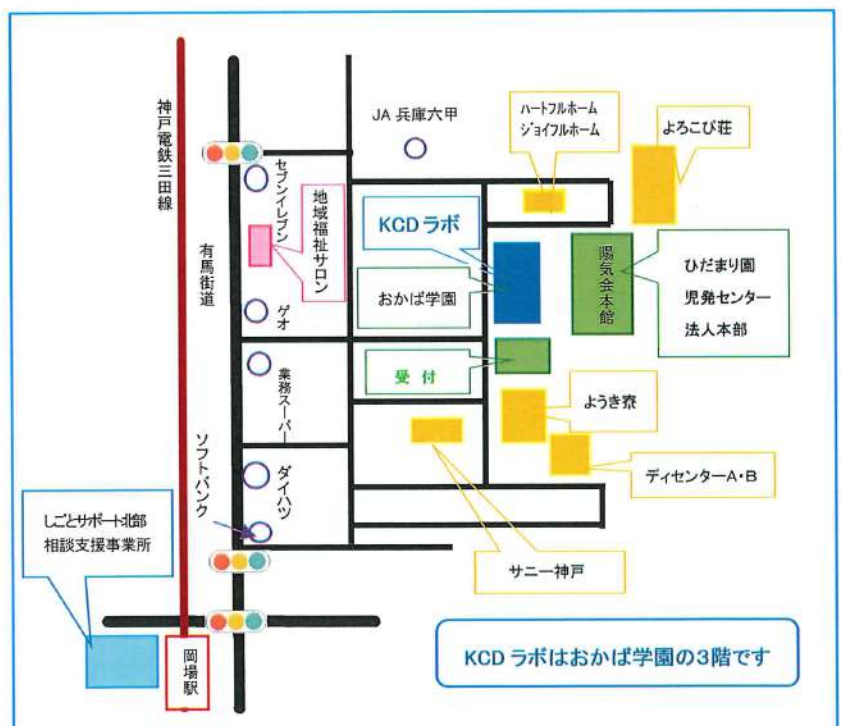 神戸電鉄三田線
有馬街道
JA 兵庫六甲
ハートフルホーム
ジョイフルホーム
よろこび荘
セブンイレブン
地域福祉サロン
KCD ラボ
おかば学園
陽気会本館
ひだまり園
児発センター
法人本部
ゲオ
受 付
業務スーパー
ようき寮
ソフトバンク
ダイハツ
ディセンターA・B
しごとサポート北部
相談支援事業所
サニー神戸
岡場駅
KCD ラボはおかば学園の3階です